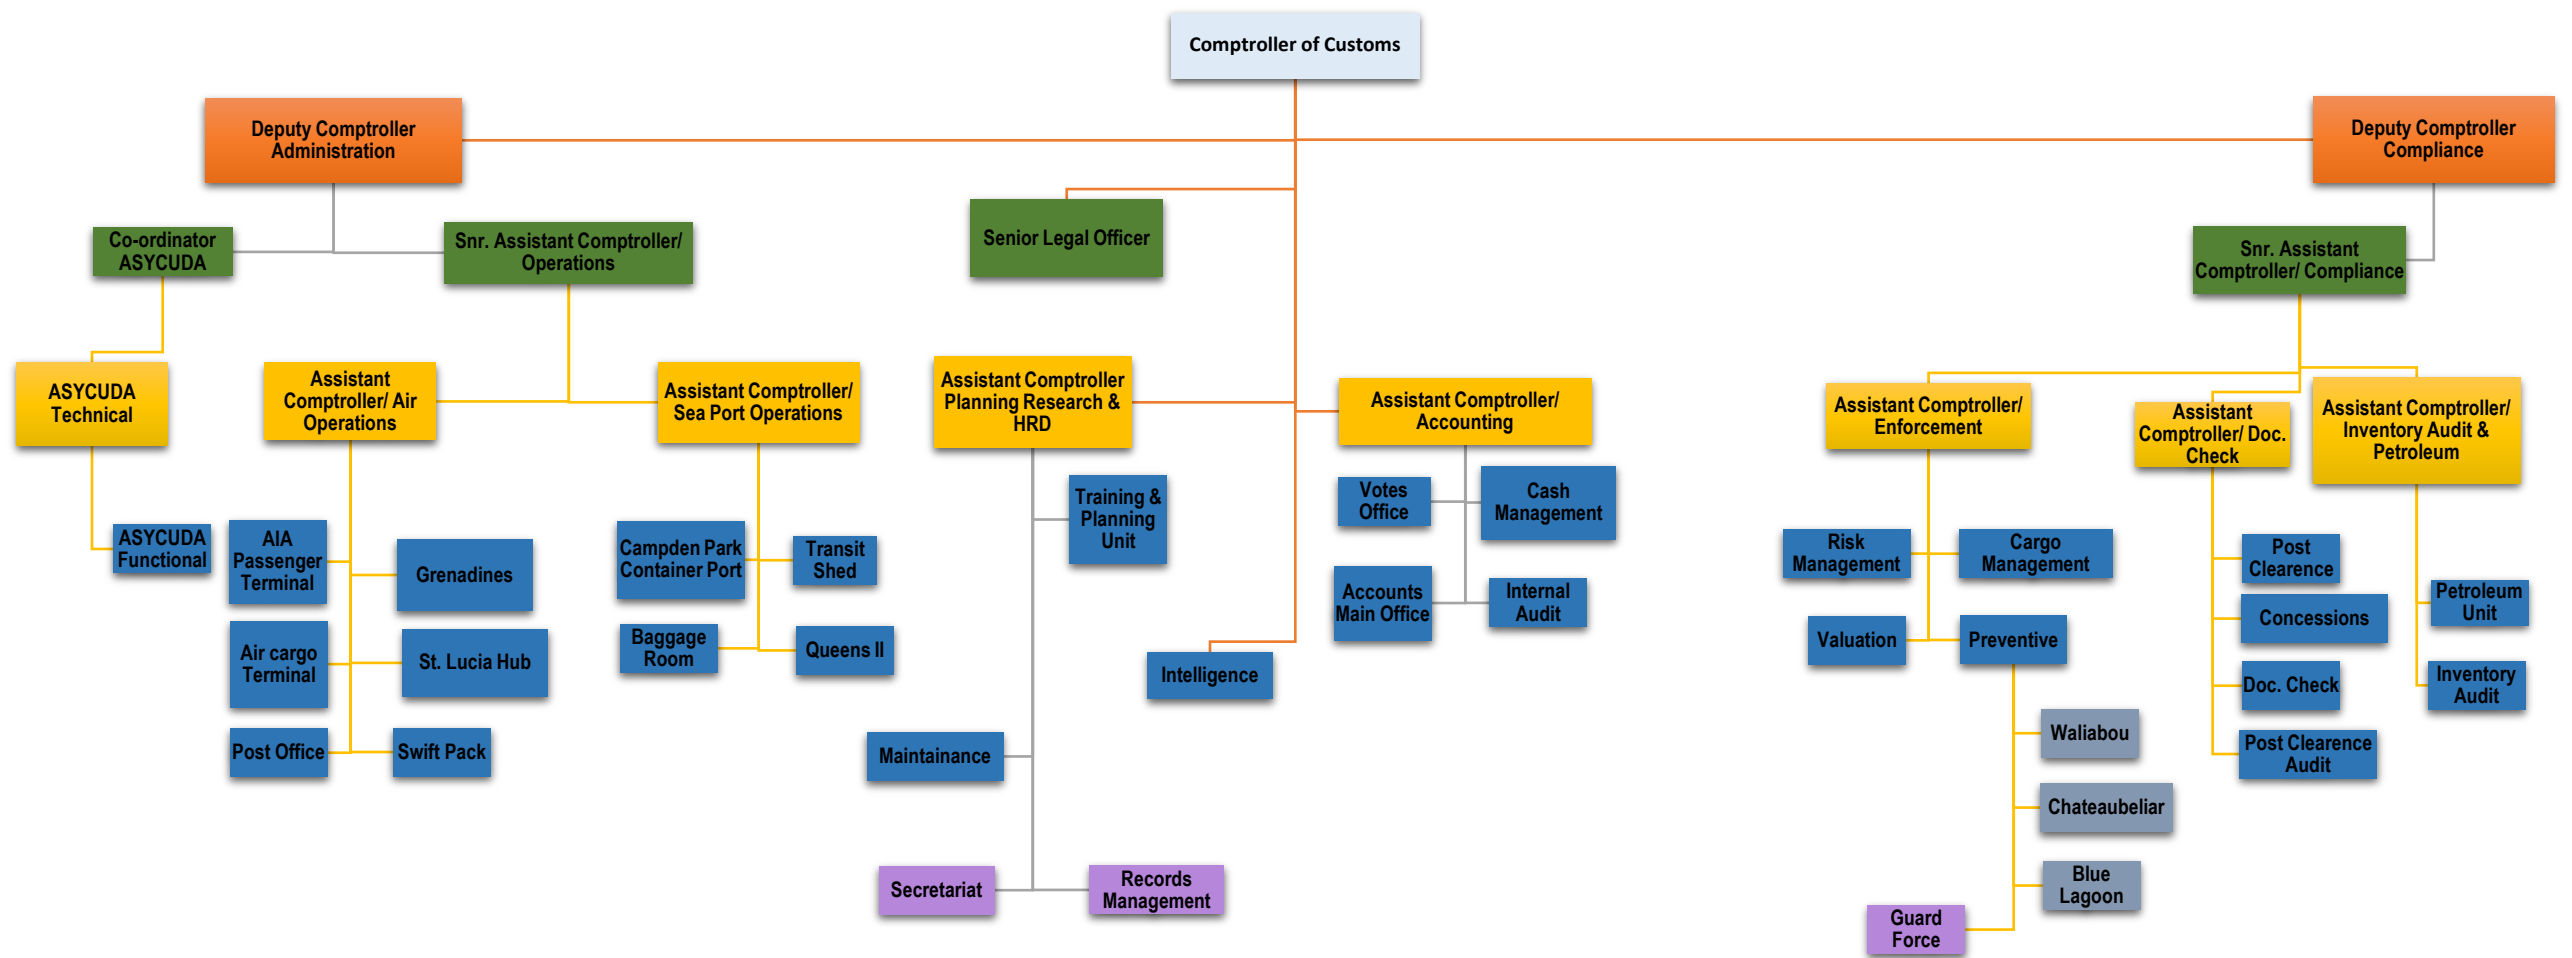 Comptroller of Customs
Deputy Comptroller
Administration
Deputy Comptroller
Compliance
Co-ordinator
ASYCUDA
Snr. Assistant Comptroller/
Operations
Senior Legal Officer
Snr. Assistant
Comptroller/ Compliance
ASYCUDA
Technical
Assistant
Comptroller/ Air
Operations
Assistant Comptroller/
Sea Port Operations
Assistant Comptroller
Planning Research &
HRD
Assistant Comptroller/
Accounting
Assistant Comptroller/
Enforcement
Assistant
Comptroller/ Doc.
Check
Assistant Comptroller/
Inventory Audit &
Petroleum
ASYCUDA
Functional
AIA
Passenger
Terminal
Grenadines
Air cargo
Terminal
St. Lucia Hub
Post Office
Swift Pack
Campden Park
Container Port
Transit
Shed
Baggage
Room
Queens II
Training &
Planning
Unit
Maintainance
Secretariat
Records
Management
Votes
Office
Cash
Management
Accounts
Main Office
Internal
Audit
Intelligence
Risk
Management
Cargo
Management
Valuation
Preventive
Waliabou
Chateaubeliar
Blue
Lagoon
Guard
Force
Post
Clearence
Concessions
Doc. Check
Post Clearence
Audit
Petroleum
Unit
Inventory
Audit